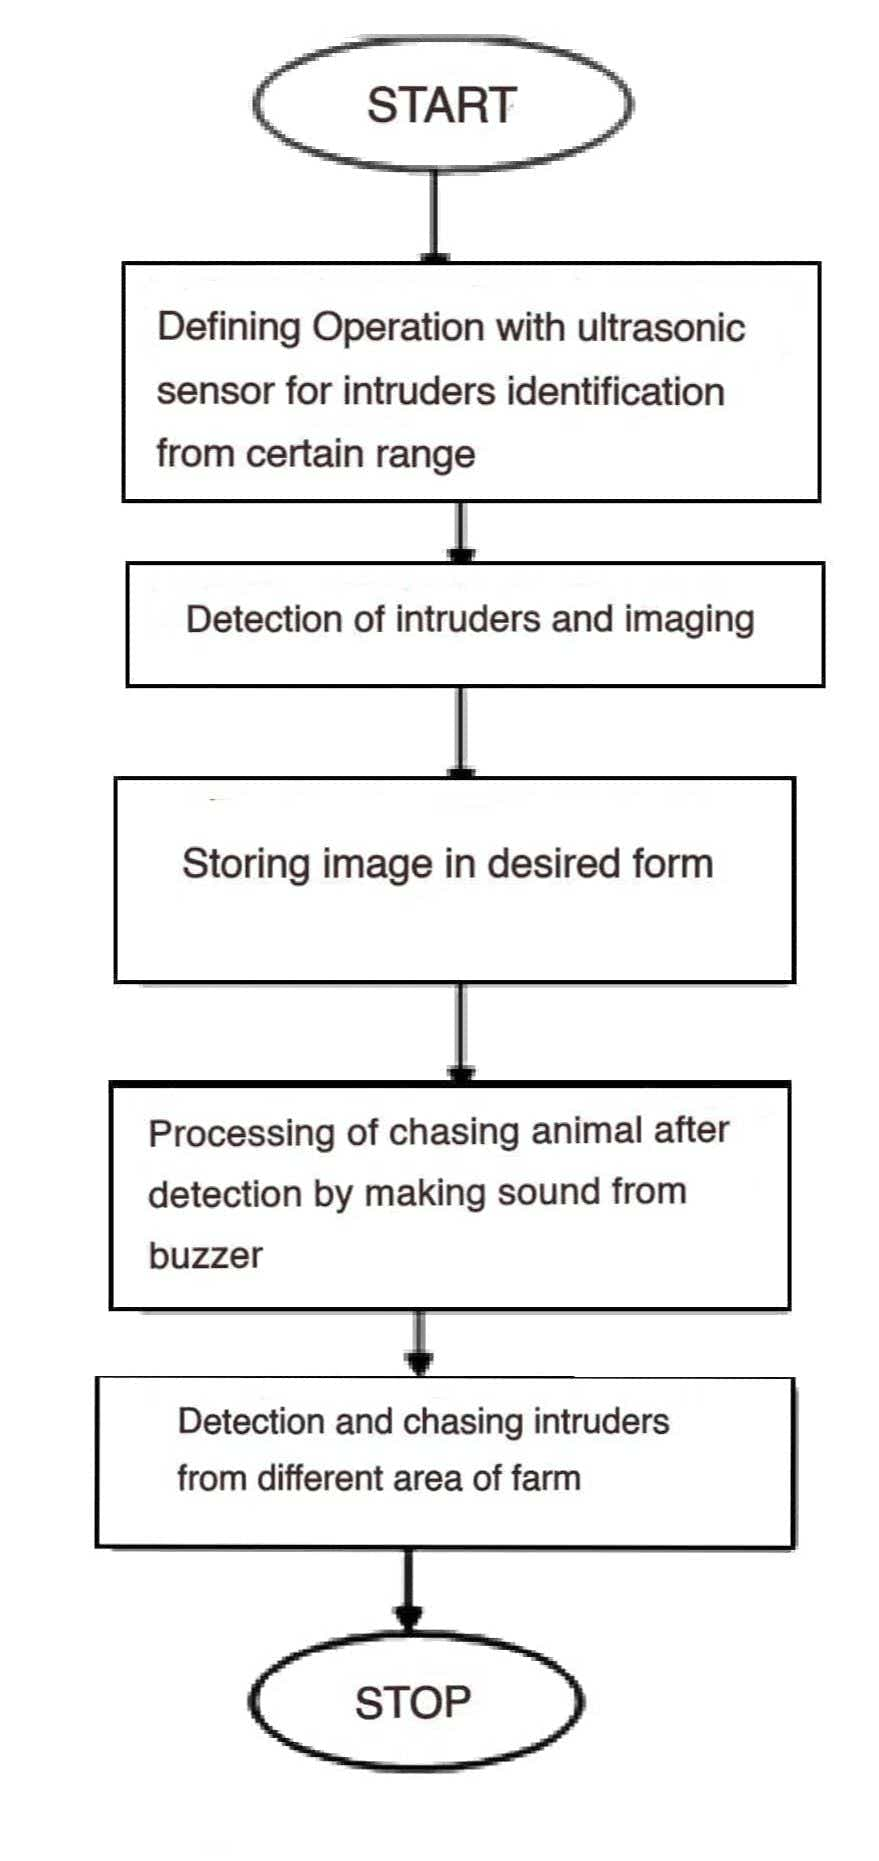 START
Defining Operation with ultrasonic
sensor for intruders identification
from certain range
Detection of intruders and imaging
Storing image in desired form
Processing of chasing animal after
detection by making sound from
buzzer
Detection and chasing intruders
from different area of farm
STOP